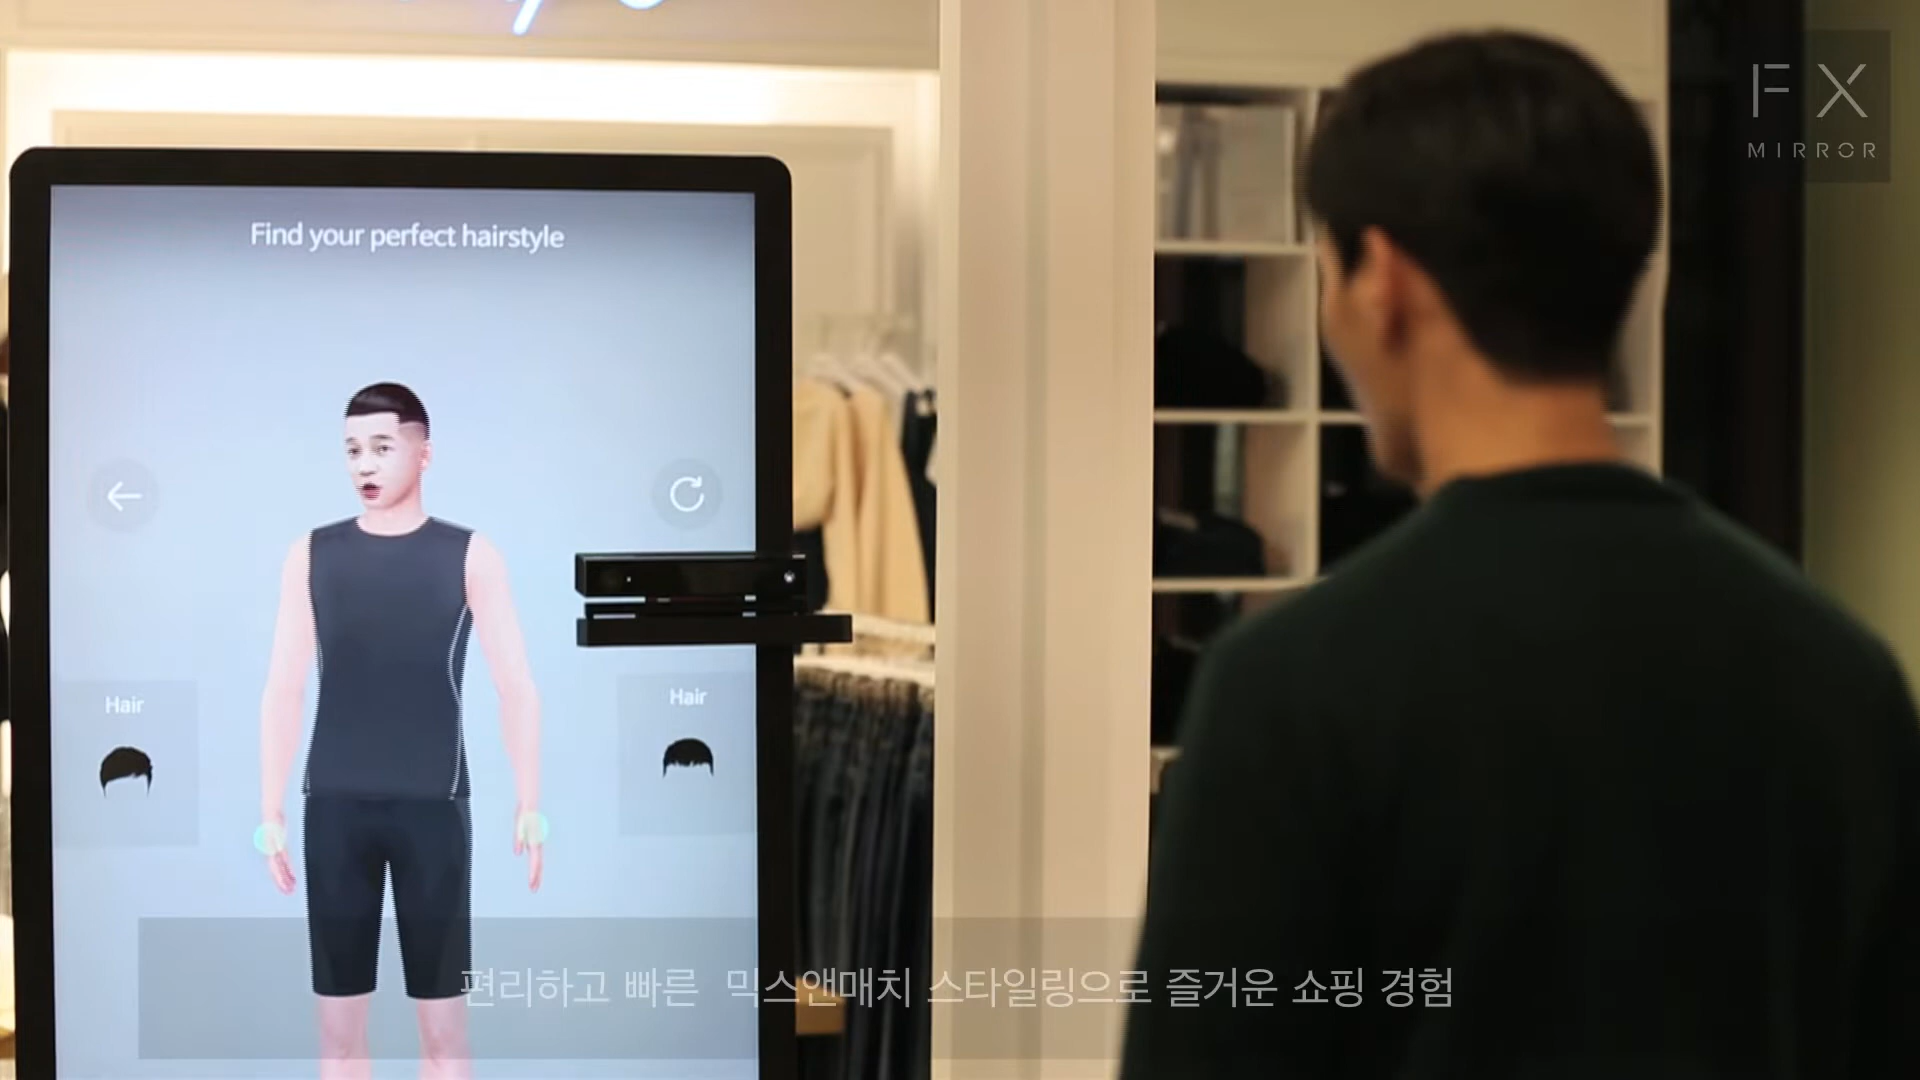 FX
MIRROR
Find your perfect hairstyle
Hair
Hair
편리하고 빠른 믹스앤매치 스타일링으로 즐거운 쇼핑 경험